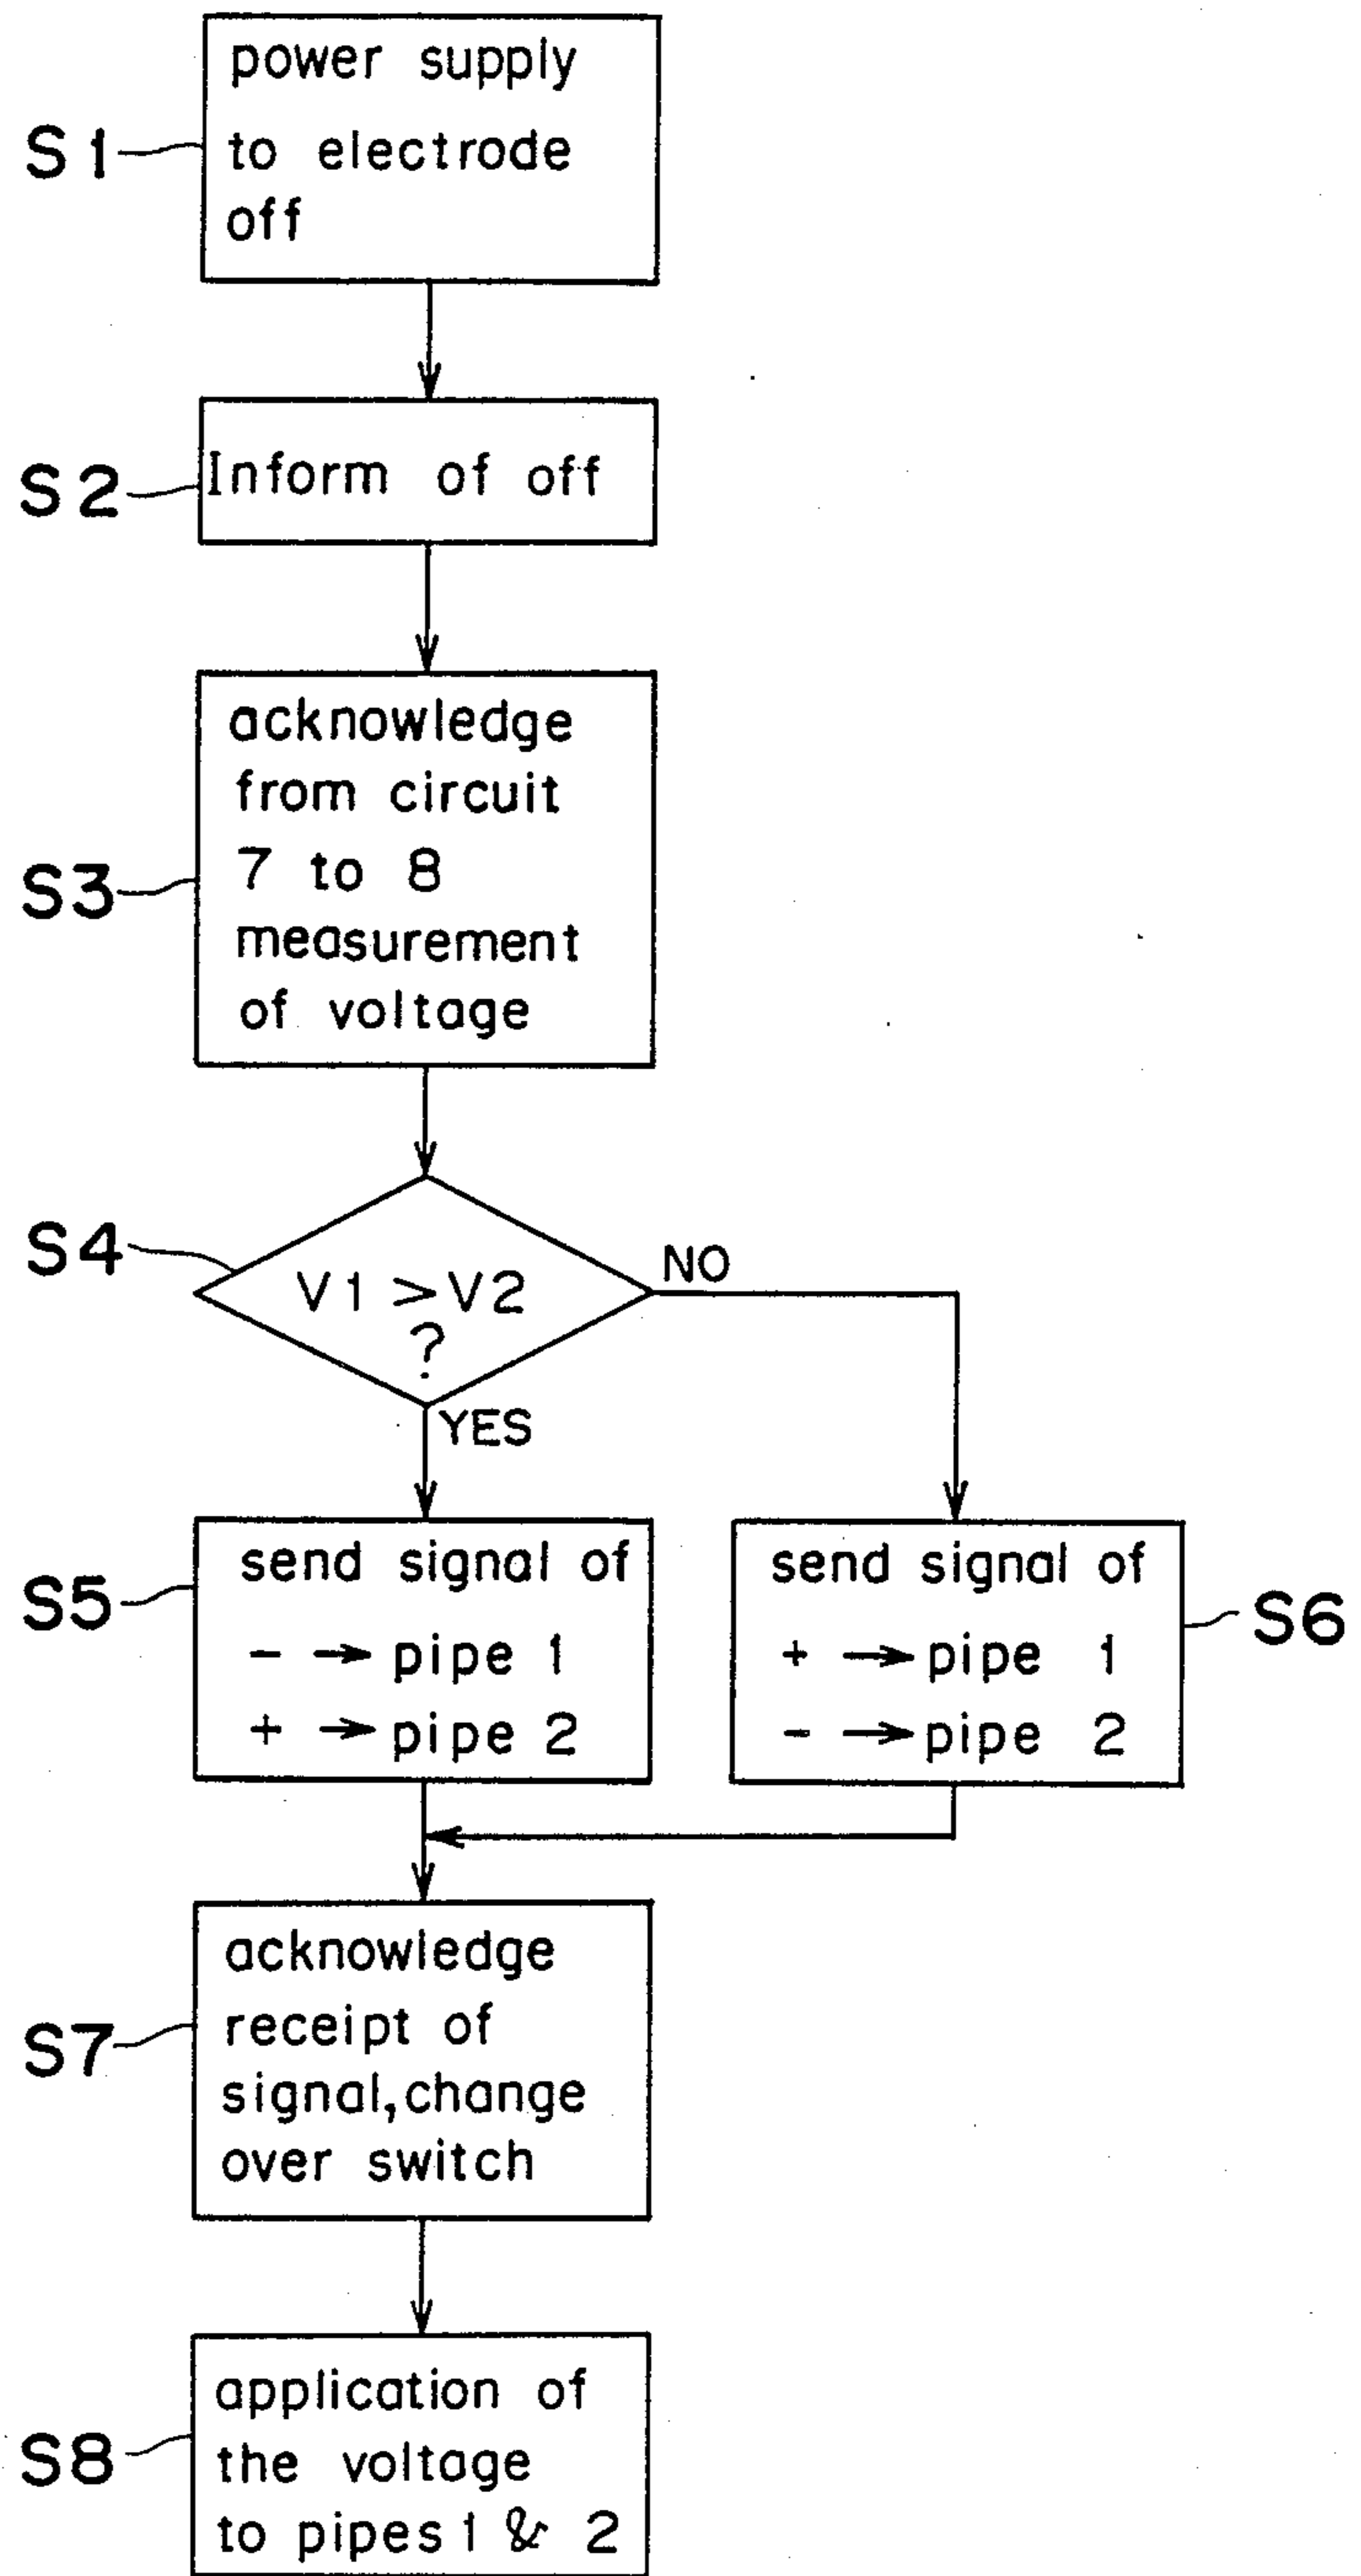 power supply
S1
to electrode
off
S2
Inform of off
acknowledge
from circuit
S3
7 to 8
measurement
of voltage
S4
NO
V1 > V2
?
YES
send signal of
S5
- → pipe 1
+ → pipe 2
send signal of
S6
+ → pipe 1
- → pipe 2
acknowledge
S7
receipt of
signal, change
over switch
application of
S8
the voltage
to pipes 1 & 2